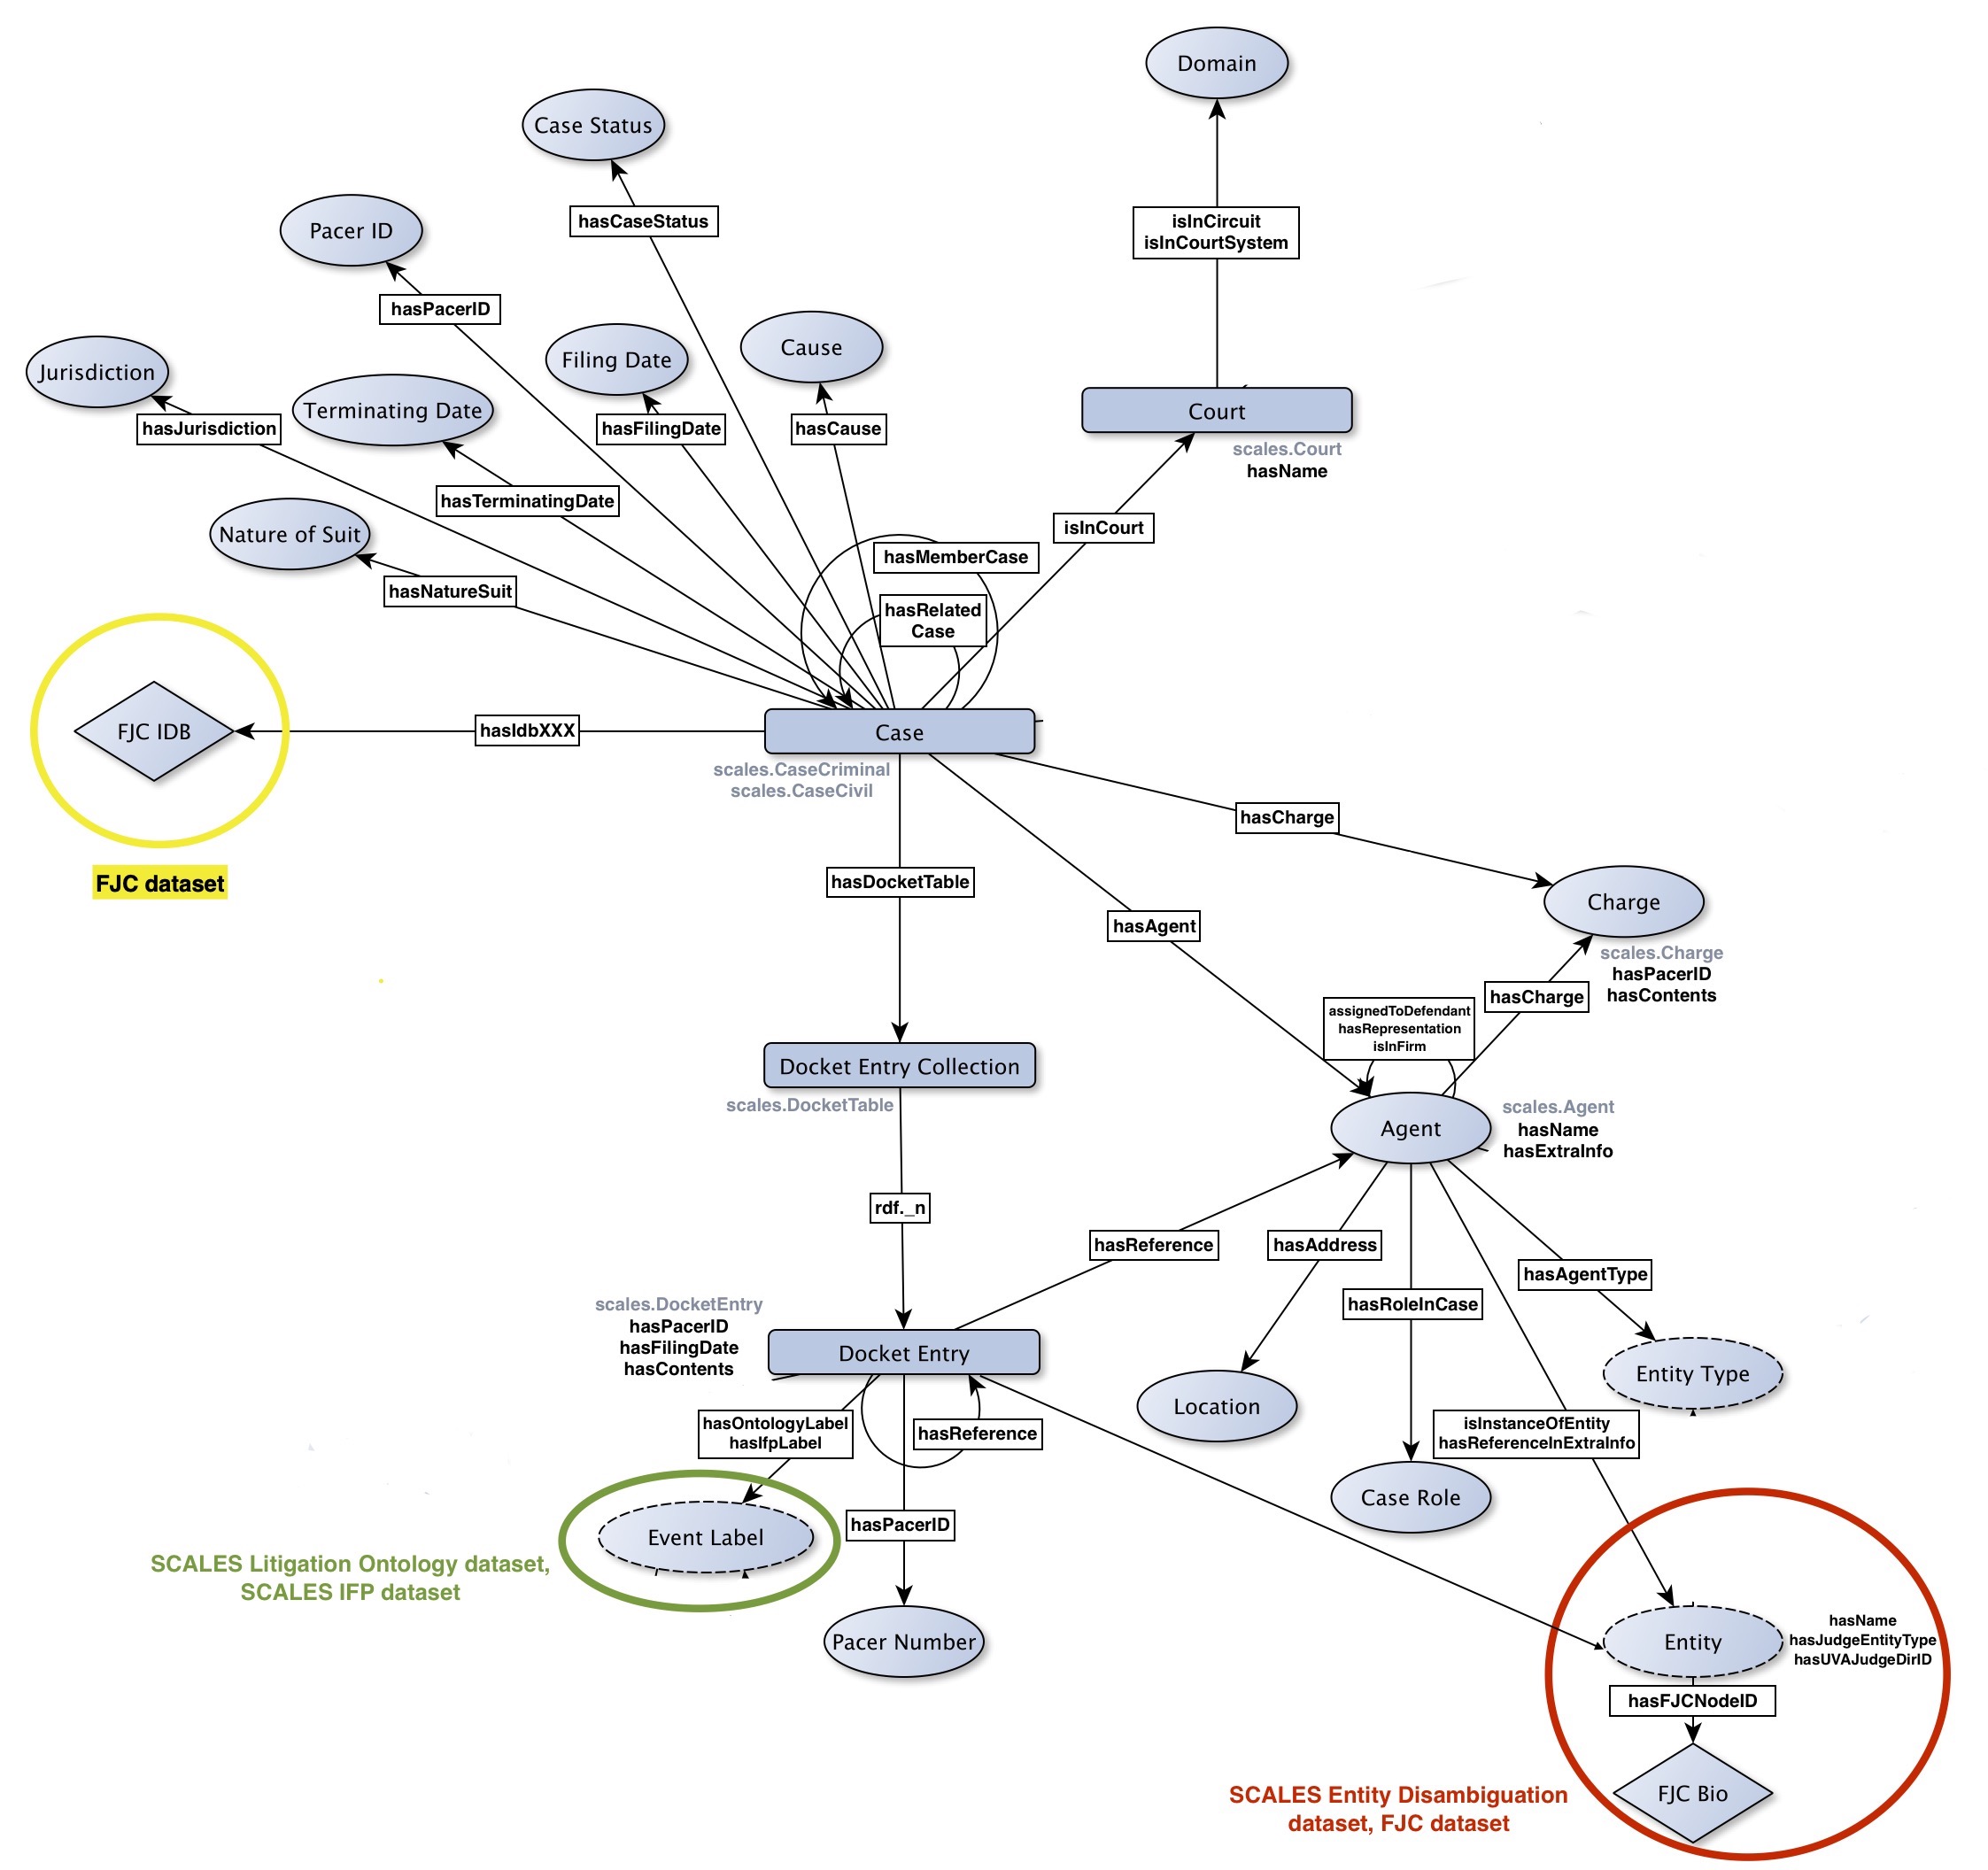 Domain
Case Status
isInCircuit
isInCourtSystem
hasCaseStatus
Pacer ID
hasPacerID
Filing Date
Cause
Jurisdiction
Terminating Date
Court
hasJurisdiction
hasFilingDate
hasCause
scales.Court
hasName
hasTerminatingDate
isInCourt
Nature of Suit
hasMemberCase
hasNatureSuit
hasRelated
Case
FJC IDB
hasIdbXXX
Case
scales.CaseCriminal
scales.CaseCivil
hasCharge
FJC dataset
hasDocketTable
Charge
hasAgent
scales.Charge
hasPacerID
hasContents
hasCharge
assignedToDefendant
hasRepresentation
isInFirm
Docket Entry Collection
scales.DocketTable
Agent
scales.Agent
hasName
hasExtraInfo
rdf._n
hasReference
hasAddress
hasAgentType
hasRoleInCase
scales.DocketEntry
hasPacerID
hasFilingDate
hasContents
Docket Entry
Entity Type
Location
hasOntologyLabel
hasIfpLabel
hasReference
isInstanceOfEntity
hasReferenceInExtraInfo
Case Role
Event Label
hasPacerID
SCALES Litigation Ontology dataset,
SCALES IFP dataset
Pacer Number
Entity
hasName
hasJudgeEntityType
hasUVAJudgeDirID
hasFJCNodeID
FJC Bio
SCALES Entity Disambiguation
dataset, FJC dataset